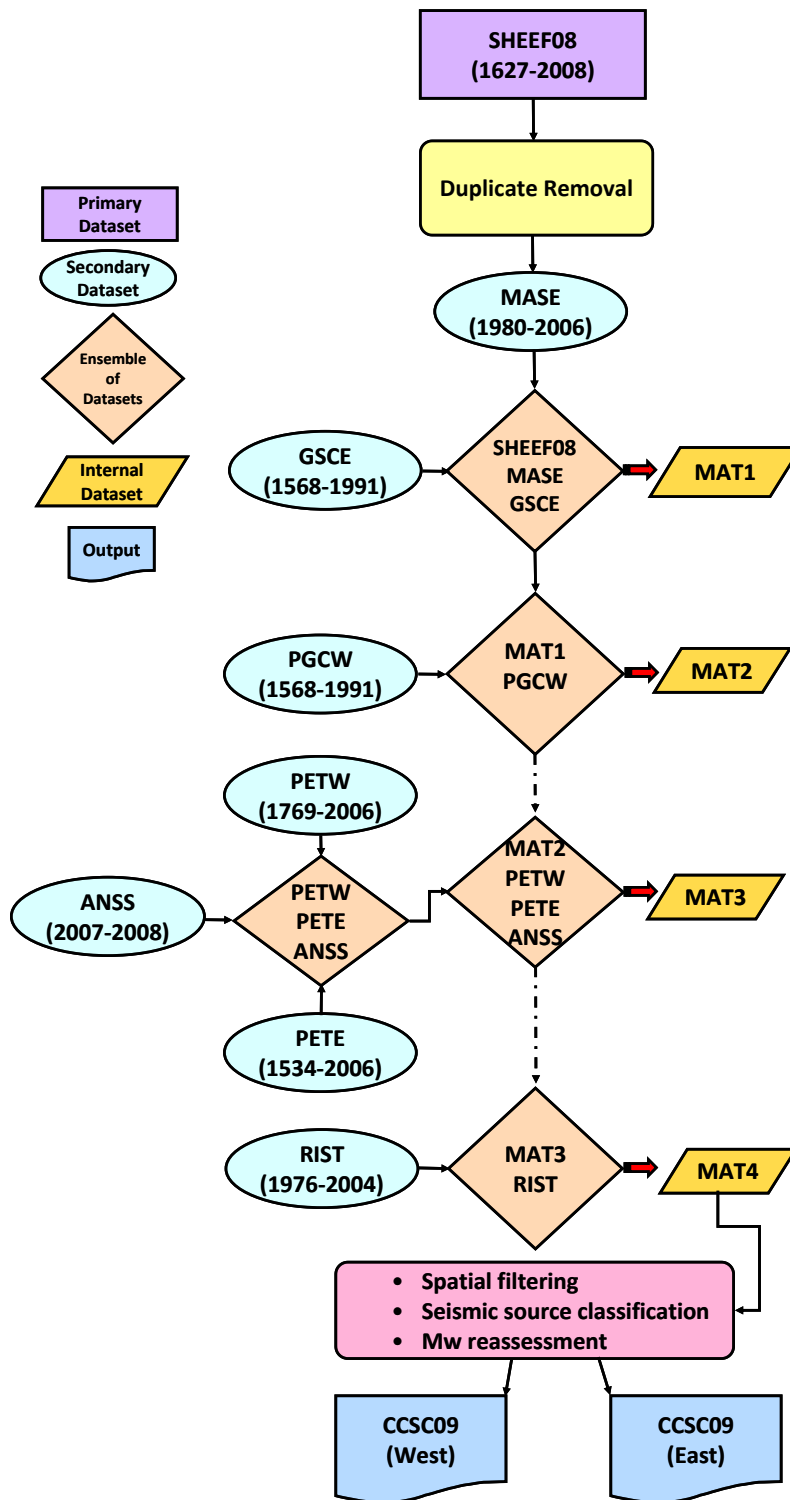 SHEEF08
(1627-2008)
Duplicate Removal
Primary
Dataset
Secondary
Dataset
Ensemble
of
Datasets
Internal
Dataset
Output
MASE
(1980-2006)
GSCE
(1568-1991)
SHEEF08
MASE
GSCE
MAT1
PGCW
(1568-1991)
MAT1
PGCW
MAT2
PETW
(1769-2006)
ANSS
(2007-2008)
PETW
PETE
ANSS
MAT2
PETW
PETE
ANSS
MAT3
PETE
(1534-2006)
RIST
(1976-2004)
MAT3
RIST
MAT4
• Spatial filtering
• Seismic source classification
• Mw reassessment
CCSC09
(West)
CCSC09
(East)